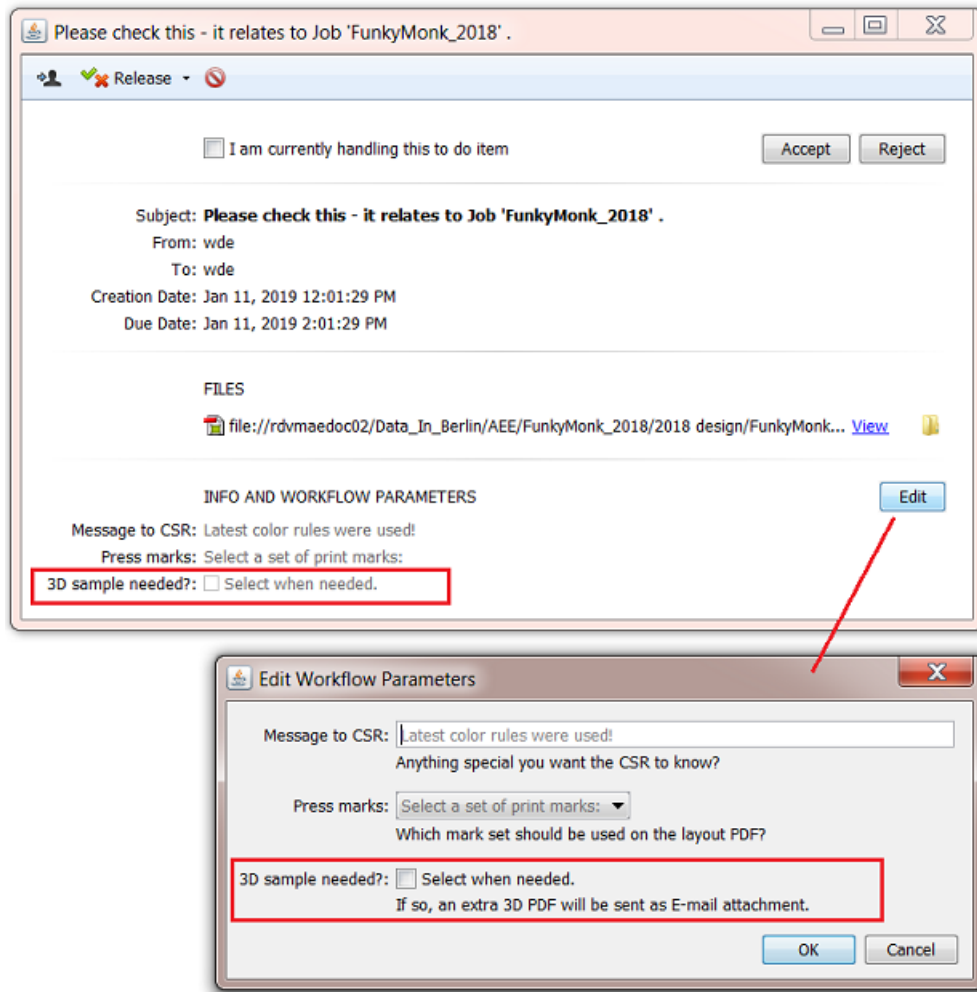 Please check this - it relates to Job 'FunkyMonk_2018' .
Release
I am currently handling this to do item
Accept
Reject
Subject: Please check this - it relates to Job 'FunkyMonk_2018' .
From: wde
To: wde
Creation Date: Jan 11, 2019 12:01:29 PM
Due Date: Jan 11, 2019 2:01:29 PM
FILES
file://rdvmaedoc02/Data_In_Berlin/AEE/FunkyMonk_2018/2018 design/FunkyMonk... View
INFO AND WORKFLOW PARAMETERS
Edit
Message to CSR: Latest color rules were used!
Press marks: Select a set of print marks:
3D sample needed?: Select when needed.
Edit Workflow Parameters
Message to CSR: Latest color rules were used!
Anything special you want the CSR to know?
Press marks: Select a set of print marks:
Which mark set should be used on the layout PDF?
3D sample needed?: Select when needed.
If so, an extra 3D PDF will be sent as E-mail attachment.
OK
Cancel